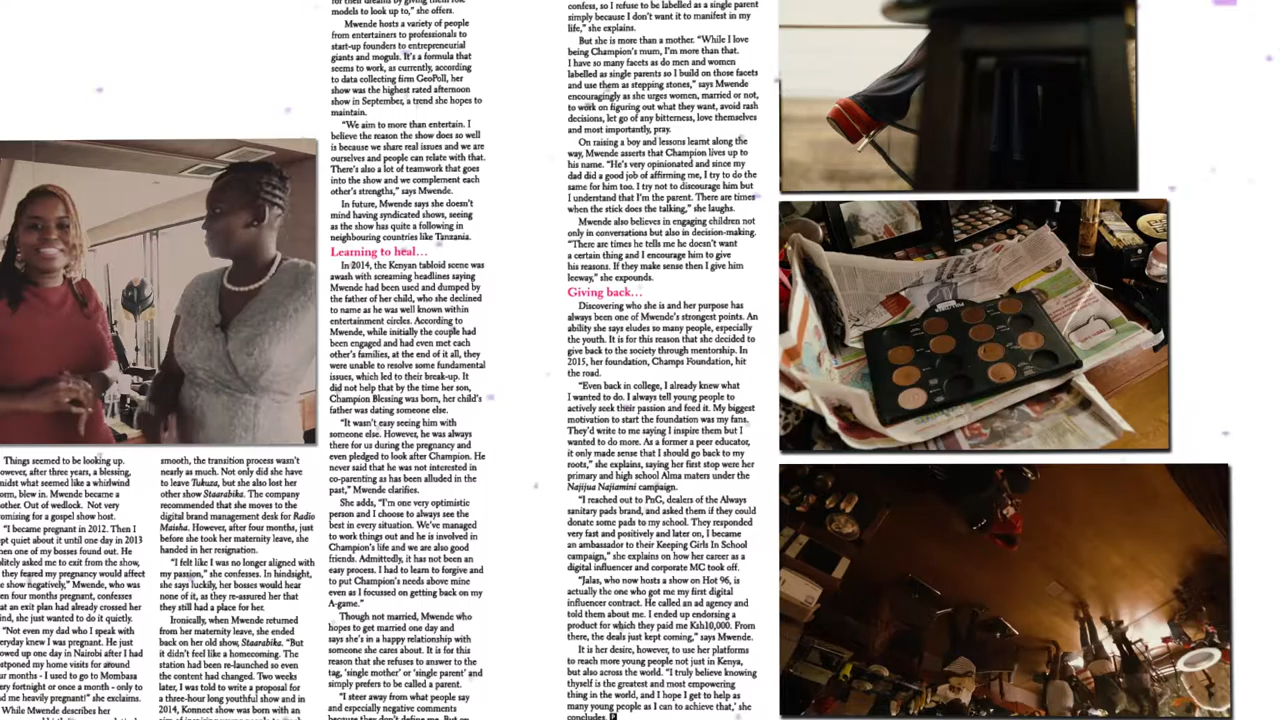 Things seemed to be looking up.
However, after three years, a blessing,
amidst what seemed like a whirlwind
storm, blew in. Mwende became a
mother. Out of wedlock. Not very
promising for a gospel show host.
"I became pregnant in 2012. Then I
kept quiet about it until one day in 2013
when one of my bosses found out. He
politely asked me to exit from the show,
they feared my pregnancy would affect
the show negatively," Mwende, who was
then four months pregnant, confesses
that an exit plan had already crossed her
mind, she just wanted to do it quietly.
"Not even my dad who I speak with
everyday knew I was pregnant. He just
showed up one day in Nairobi after I had
postponed my home visits for around
four months - I used to go to Mombasa
every fortnight or once a month - only to
find me heavily pregnant!" she exclaims.
While Mwende describes her
smooth, the transition process wasn't
nearly as much. Not only did she have
to leave Tukuza, but she also lost her
other show Staarabika. The company
recommended that she moves to the
digital brand management desk for Radio
Maisha. However, after four months, just
before she took her maternity leave, she
handed in her resignation.
"I felt like I was no longer aligned with
my passion," she confesses. In hindsight,
she says luckily, her bosses would hear
none of it, as they re-assured her that
they still had a place for her.
Ironically, when Mwende returned
from her maternity leave, she ended
back on her old show, Staarabika. "But
it didn't feel like a homecoming. The
station had been re-launched so even
the content had changed. Two weeks
later, I was told to write a proposal for
a three-hour long youthful show and in
2014, Konnect show was born with an
for their dreams by giving them role
models to look up to," she offers.
Mwende hosts a variety of people
from entertainers to professionals to
start-up founders to entrepreneurial
giants and moguls. It's a formula that
seems to work, as currently, according
to data collecting firm GeoPoll, her
show was the highest rated afternoon
show in September, a trend she hopes to
maintain.
"We aim to more than entertain. I
believe the reason the show does so well
is because we share real issues and we are
ourselves and people can relate with that.
There's also a lot of teamwork that goes
into the show and we complement each
other's strengths," says Mwende.
In future, Mwende says she doesn't
mind having syndicated shows, seeing
as the show has quite a following in
neighbouring countries like Tanzania.
Learning to heal...
In 2014, the Kenyan tabloid scene was
awash with screaming headlines saying
Mwende had been used and dumped by
the father of her child, who she declined
to name as he was well known within
entertainment circles. According to
Mwende, while initially the couple had
been engaged and had even met each
other's families, at the end of it all, they
were unable to resolve some fundamental
issues, which led to their break-up. It
did not help that by the time her son,
Champion Blessing was born, her child's
father was dating someone else.
"It wasn't easy seeing him with
someone else. However, he was always
there for us during the pregnancy and
even pledged to look after Champion. He
never said that he was not interested in
co-parenting as has been alluded in the
past," Mwende clarifies.
She adds, "I'm one very optimistic
person and I choose to always see the
best in every situation. We've managed
to work things out and he is involved in
Champion's life and we are also good
friends. Admittedly, it has not been an
easy process. I had to learn to forgive and
to put Champion's needs above mine
even as I focussed on getting back on my
A-game."
Though not married, Mwende who
hopes to get married one day and
says she's in a happy relationship with
someone she cares about. It is for this
reason that she refuses to answer to the
tag, 'single mother' or 'single parent' and
simply prefers to be called a parent.
"I steer away from what people say
and especially negative comments
because they don't define me. But on
confess, so I refuse to be labelled as a single parent
simply because I don't want it to manifest in my
life," she explains.
But she is more than a mother. "While I love
being Champion's mum, I'm more than that.
I have so many facets as do men and women
labelled as single parents so I build on those facets
and use them as stepping stones," says Mwende
encouragingly as she urges women, married or not,
to work on figuring out what they want, avoid rash
decisions, let go of any bitterness, love themselves
and most importantly, pray.
On raising a boy and lessons learnt along the
way, Mwende asserts that Champion lives up to
his name. "He's very opinionated and since my
dad did a good job of affirming me, I try to do the
same for him too. I try not to discourage him but
I understand that I'm the parent. There are times
when the stick does the talking," she laughs.
Mwende also believes in engaging children not
only in conversations but also in decision-making.
"There are times he tells me he doesn't want
a certain thing and I encourage him to give
his reasons. If they make sense then I give him
leeway," she expounds.
Giving back...
Discovering who she is and her purpose has
always been one of Mwende's strongest points. An
ability she says eludes so many people, especially
the youth. It is for this reason that she decided to
give back to the society through mentorship. In
2015, her foundation, Champs Foundation, hit
the road.
"Even back in college, I already knew what
I wanted to do. I always tell young people to
actively seek their passion and feed it. My biggest
motivation to start the foundation was my fans.
They'd write to me saying I inspire them but I
wanted to do more. As a former a peer educator,
it only made sense that I should go back to my
roots," she explains, saying her first stop were her
primary and high school Alma maters under the
Najijua Najiamini campaign.
"I reached out to PnG, dealers of the Always
sanitary pads brand, and asked them if they could
donate some pads to my school. They responded
very fast and positively and later on, I became
an ambassador to their Keeping Girls In School
campaign," she explains on how her career as a
digital influencer and corporate MC took off.
"Jalas, who now hosts a show on Hot 96, is
actually the one who got me my first digital
influencer contract. He called an ad agency and
told them about me. I ended up endorsing a
product for which they paid me Ksh10,000. From
there, the deals just kept coming," says Mwende.
It is her desire, however, to use her platforms
to reach more young people not just in Kenya,
but also across the world. "I truly believe knowing
thyself is the greatest and most empowering
thing in the world, and I hope I get to help as
many young people as I can to achieve that,' she
concludes. P